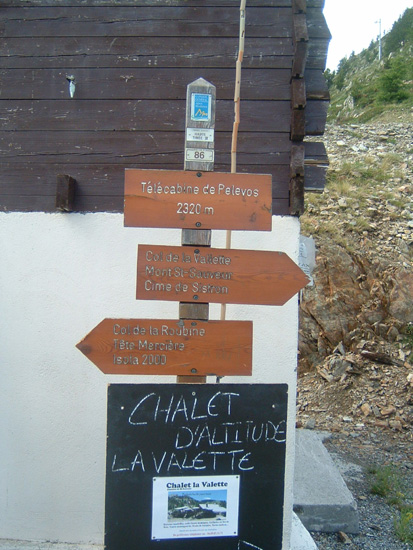 86
Télécabine de Pelevos
2320 m
Col de la Valette
Mont St-Sauveur
Cime de Sistron
Col de la Roubine
Tête Mercière
Isola 2000
CHALET
D'ALTITUDE
LA VALETTE
Chalet la Valette